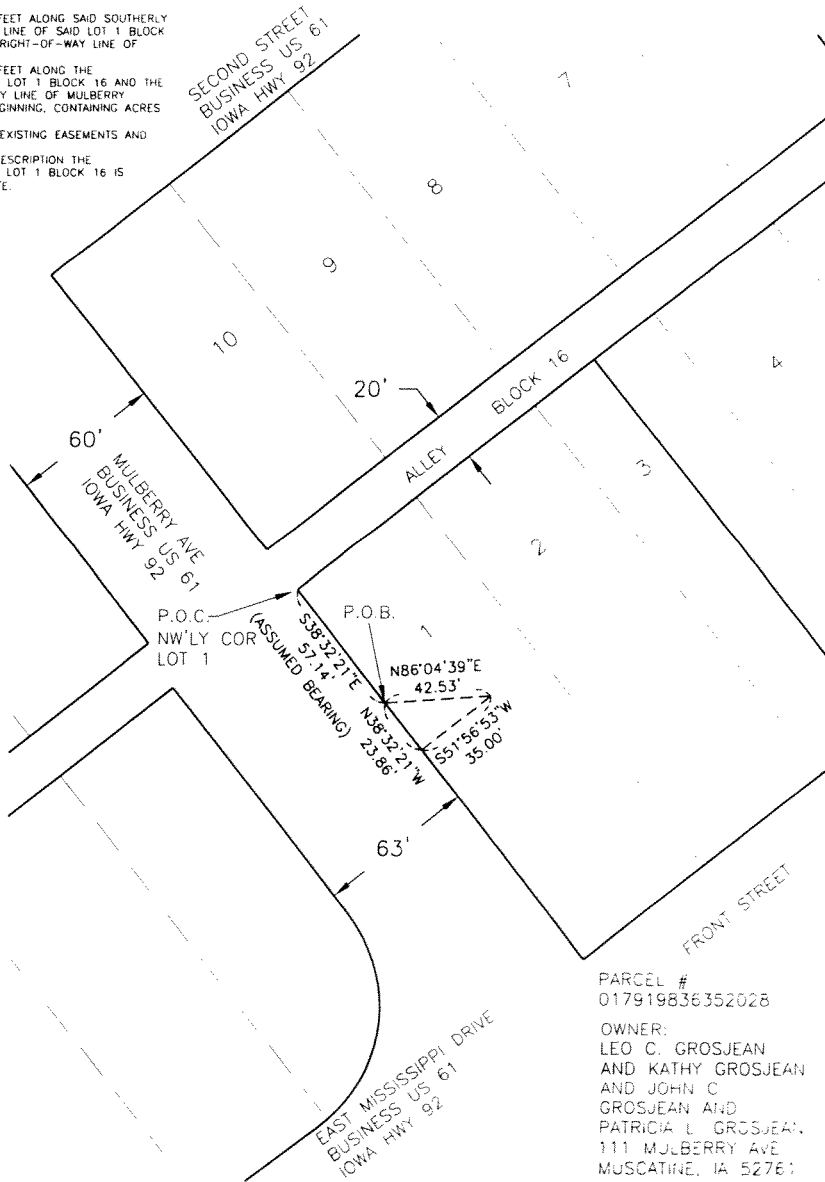 FEET ALONG SAID SOUTHERLY
LINE OF SAID LOT 1 BLOCK
RIGHT-OF-WAY LINE OF
FEET ALONG THE
LOT 1 BLOCK 16 AND THE
Y LINE OF MULBERRY
GINNING, CONTAINING ACRES
EXISTING EASEMENTS AND
ESCRIPTION THE
LOT 1 BLOCK 16 IS
TE.
SECOND STREET
BUSINESS US 61
IOWA HWY 92
7
8
9
10
20'
ALLEY
BLOCK 16
4
3
2
1
60'
MULBERRY AVE
BUSINESS US 61
IOWA HWY 92
P.O.C.
NW'LY COR
LOT 1
P.O.B.
S38°32'21"E
57.14'
(ASSUMED BEARING)
N86°04'39"E
42.53'
N38°32'21"W
23.86'
S51°56'53"W
35.00'
63'
FRONT STREET
EAST MISSISSIPPI DRIVE
BUSINESS US 61
IOWA HWY 92
PARCEL #
017919836352028
OWNER:
LEO C. GROSJEAN
AND KATHY GROSJEAN
AND JOHN C
GROSJEAN AND
PATRICIA L GROSJEAN,
111 MULBERRY AVE
MUSCATINE, IA 52761